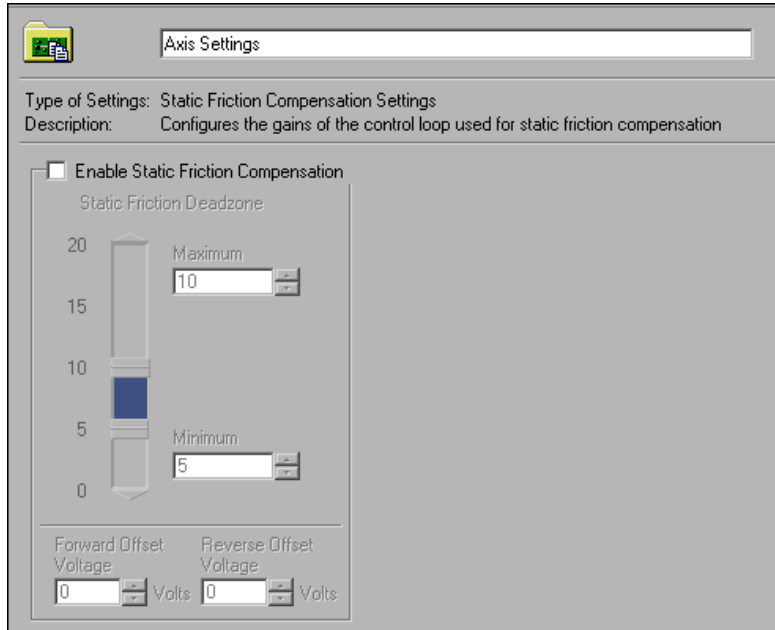 Axis Settings
Type of Settings: Static Friction Compensation Settings
Description: Configures the gains of the control loop used for static friction compensation
Enable Static Friction Compensation
Static Friction Deadzone
20
15
10
5
0
Maximum
10
Minimum
5
Forward Offset Voltage
0 Volts
Reverse Offset Voltage
0 Volts